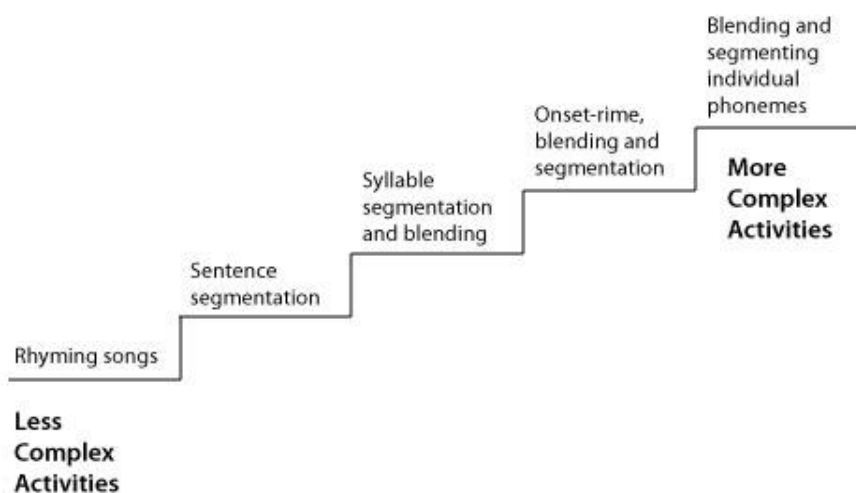 Rhyming songs
Less
Complex
Activities
Sentence
segmentation
Syllable
segmentation
and blending
Onset-rime,
blending and
segmentation
Blending and
segmenting
individual
phonemes
More
Complex
Activities